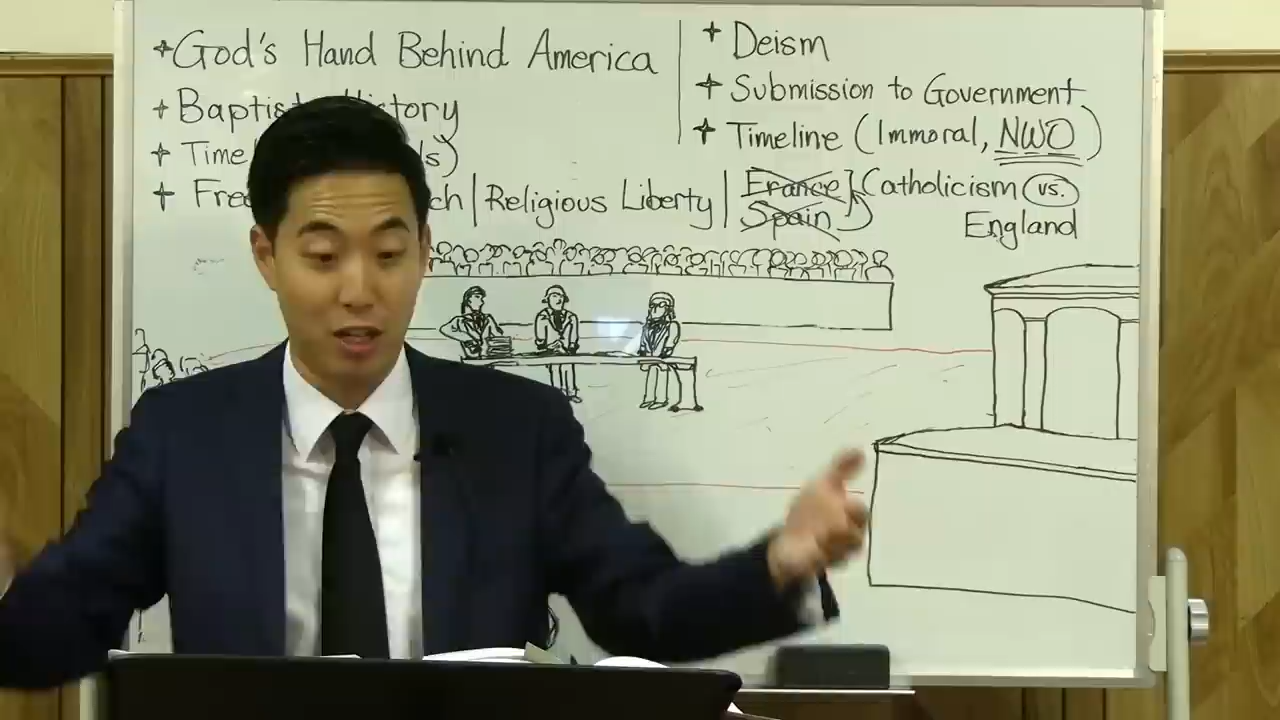 +God's Hand Behind America
+ Baptist History
+ Time
+
| Religious Liberty |
France
Spain
} Catholicism vs.
England
+ Deism
+ Submission to Government
+ Timeline (Immoral, NWO)